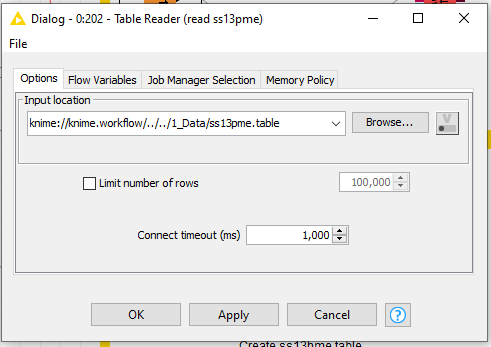 Dialog - 0:202 - Table Reader (read ss13pme)
File
Options Flow Variables Job Manager Selection Memory Policy
Input location
knime://knime.workflow/../../1_Data/ss13pme.table Browse... V
Limit number of rows 100,000
Connect timeout (ms) 1,000
OK Apply Cancel ?
Create ss13hme.table